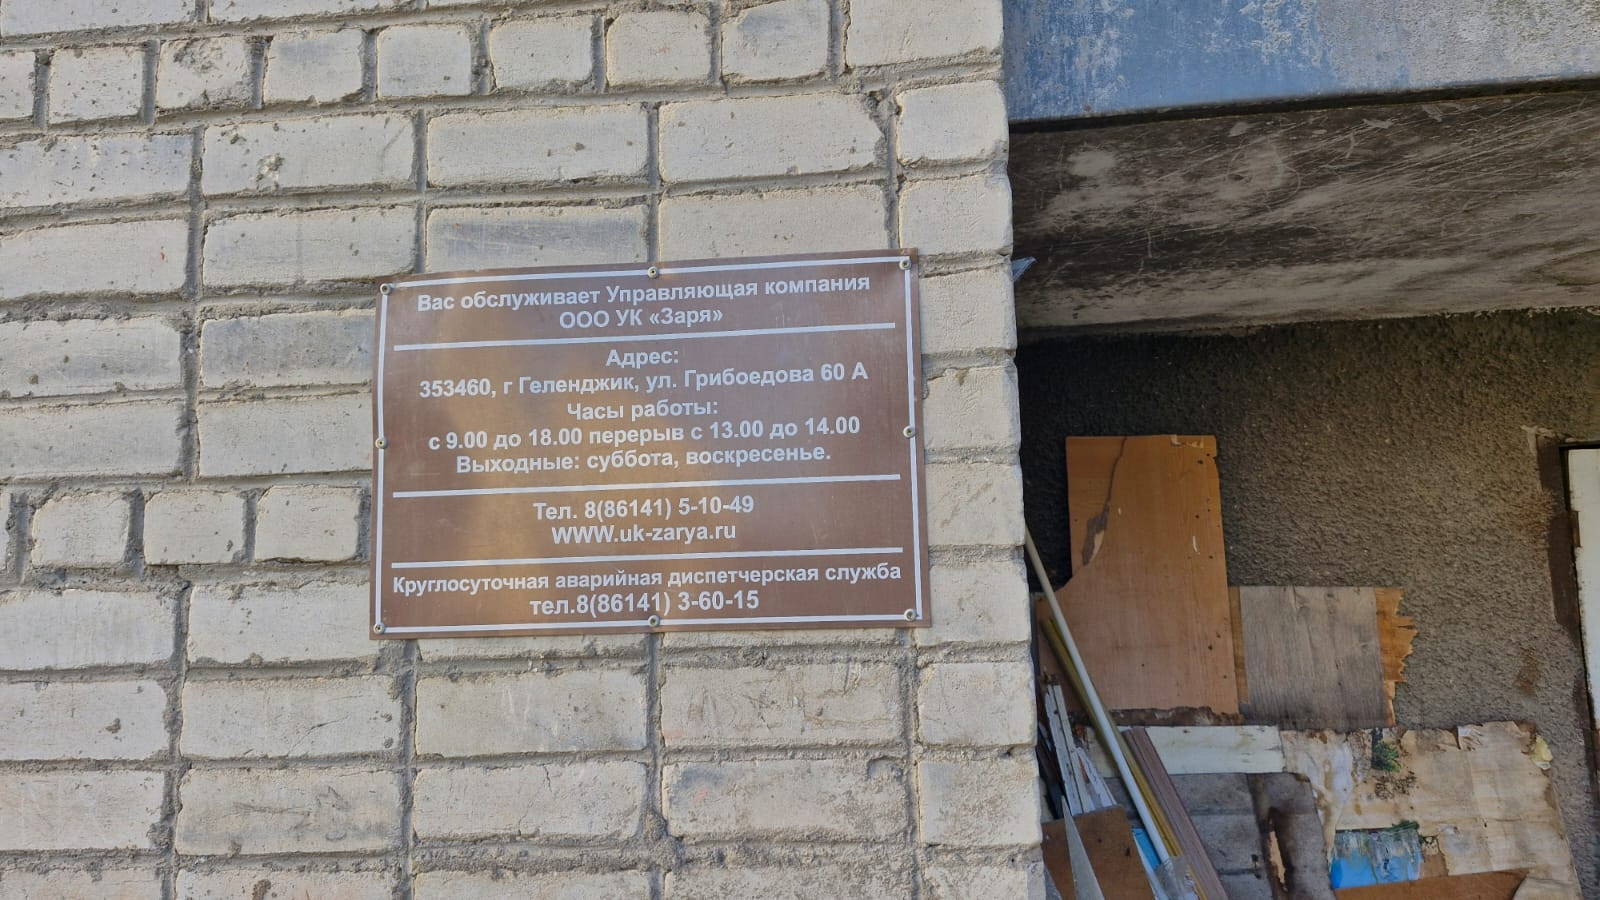 Вас обслуживает Управляющая компания
ООО УК «Заря»
Адрес:
353460, г Геленджик, ул. Грибоедова 60 А
Часы работы:
с 9.00 до 18.00 перерыв с 13.00 до 14.00
Выходные: суббота, воскресенье.
Тел. 8(86141) 5-10-49
WWW.uk-zarya.ru
Круглосуточная аварийная диспетчерская служба
тел.8(86141) 3-60-15